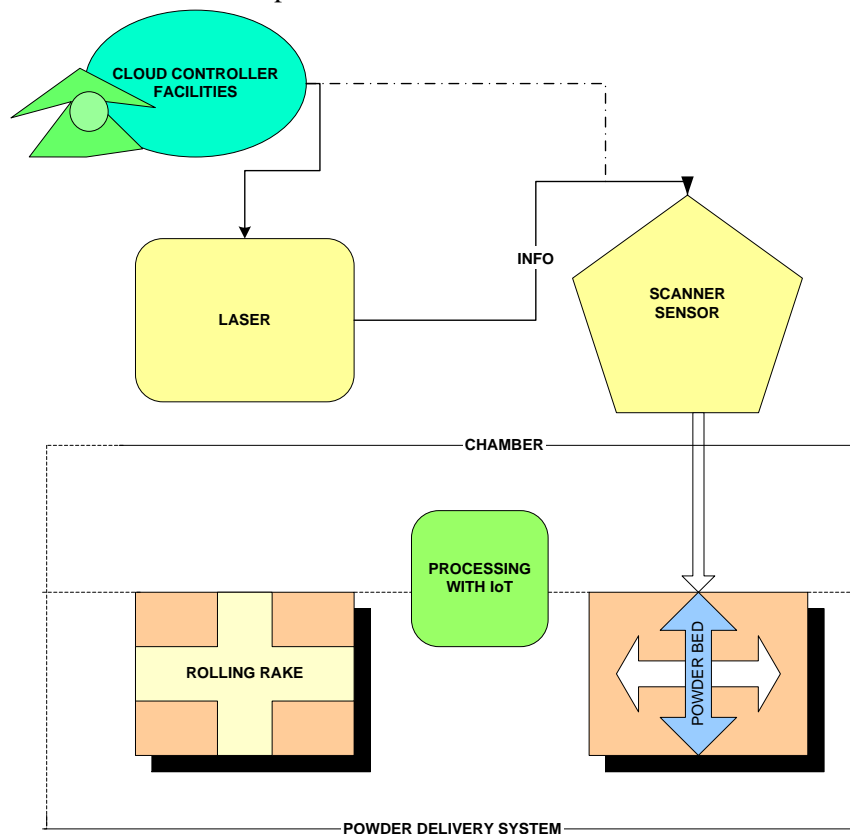 CLOUD CONTROLLER
FACILITIES
INFO
SCANNER
SENSOR
LASER
CHAMBER
PROCESSING
WITH IoT
ROLLING RAKE
POWDER BED
POWDER DELIVERY SYSTEM